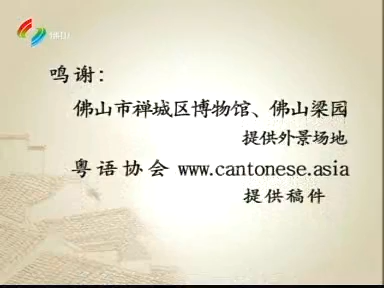 鸣谢：
佛山市禅城区博物馆、佛山梁园
提供外景场地
粤语协会 www.cantonese.asia
提供稿件